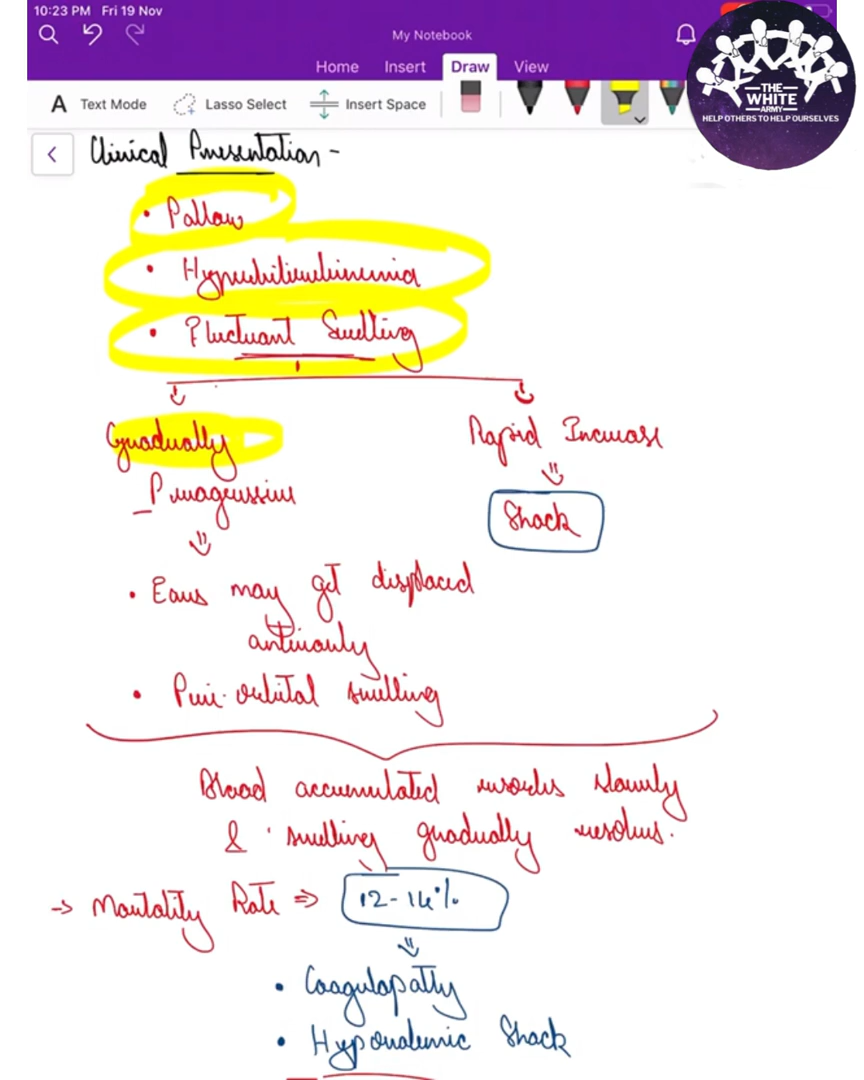 10:23 PM Fri 19 Nov
My Notebook
Home Insert Draw View
A Text Mode Lasso Select Insert Space
THE
WHITE
ARMY
HELP OTHERS TO HELP OURSELVES
Clinical Presentation -
• Pallor
• Hyperbilirubinemia
• Fluctuant Swelling
Gradually Rapid Increase
Progressive Shock
• Ears may get displaced
anteriorly
• Peri-orbital swelling
Blood accumulated resorbs slowly
& swelling gradually resolves.
→ Mortality Rate ⇒ 12-14%
• Coagulopathy
• Hypovolemic Shock